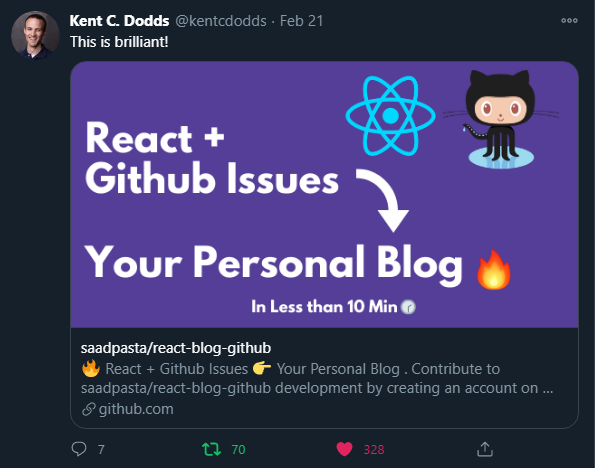 Kent C. Dodds @kentcdodds · Feb 21
This is brilliant!
React +
Github Issues
Your Personal Blog 🔥
In Less than 10 Min🕝
saadpasta/react-blog-github
🔥 React + Github Issues 👉 Your Personal Blog . Contribute to
saadpasta/react-blog-github development by creating an account on ...
github.com
7 70 328